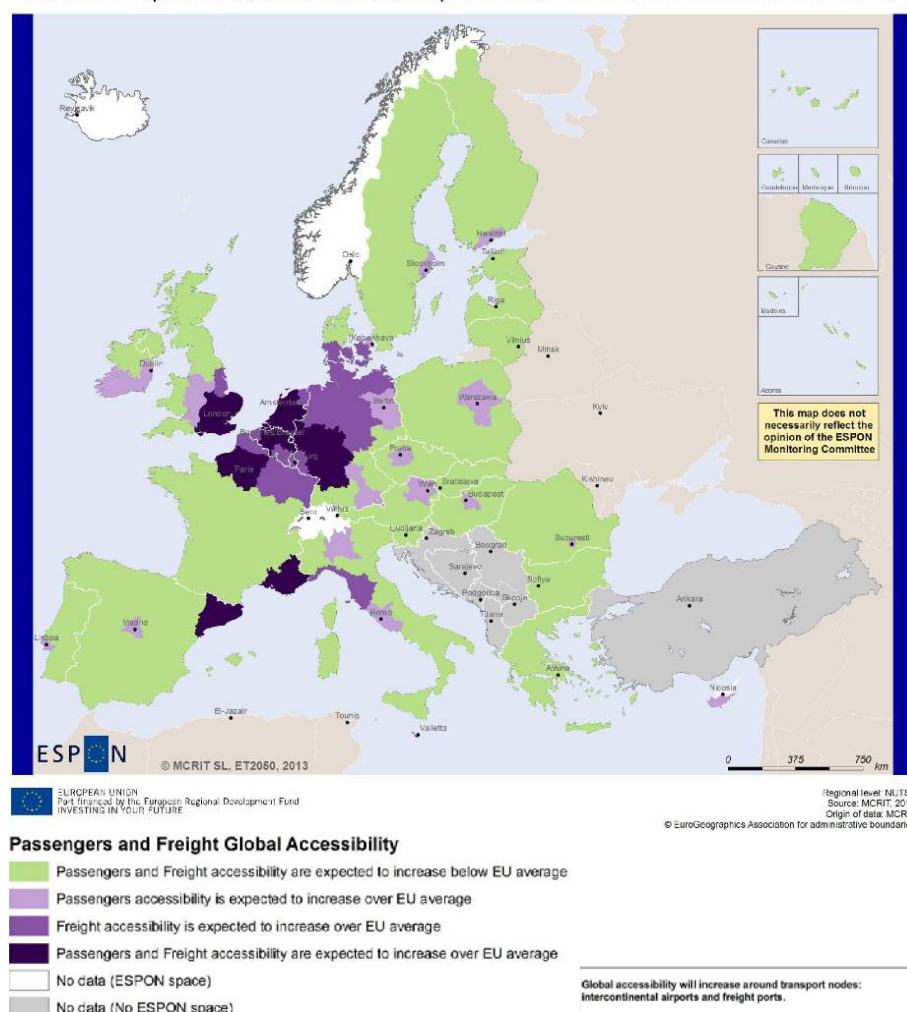 Reykjavik
Canarias
Guadeloupe Martinique Réunion
Guyane
Madeira
Acores
Helsinki
Tallinn
Oslo
Stockholm
Riga
Kobenhavn
Vilnius
Minsk
Dublin
Amsterdam
Berlin
Warszawa
London
Kyiv
This map does not
necessarily reflect the
opinion of the ESPON
Monitoring Committee
Praha
Paris
Wien
Bratislava
Budapest
Kishinev
Bern
Vaduz
Ljubljana
Zagreb
Beograd
Bucuresti
Sarajevo
Sofiya
Podgorica
Skopje
Ankara
Tirana
Roma
Madrid
Lisboa
Athina
Nicosia
El-Jazair
Tounis
Valletta
ESPON
© MCRIT SL, ET2050, 2013
0 375 750
km
EUROPEAN UNION
Part financed by the European Regional Development Fund
INVESTING IN YOUR FUTURE
Regional level: NUTS
Source: MCRIT, 201
Origin of data: MCR
© EuroGeographics Association for administrative boundarie
Passengers and Freight Global Accessibility
Passengers and Freight accessibility are expected to increase below EU average
Passengers accessibility is expected to increase over EU average
Freight accessibility is expected to increase over EU average
Passengers and Freight accessibility are expected to increase over EU average
No data (ESPON space)
No data (No ESPON space)
Global accessibility will increase around transport nodes:
intercontinental airports and freight ports.